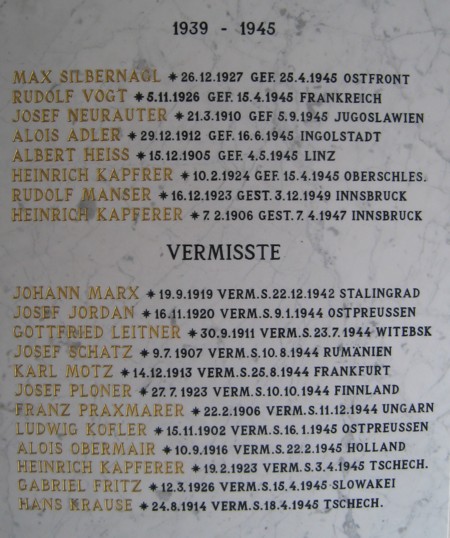 1939 - 1945
MAX SILBERNAGL * 26.12.1927 GEF. 25.4.1945 OSTFRONT
RUDOLF VOGT * 5.11.1926 GEF. 15.4.1945 FRANKREICH
JOSEF NEURAUTER * 21.3.1910 GEF 5.9.1945 JUGOSLAWIEN
ALOIS ADLER * 29.12.1912 GEF. 16.6.1945 INGOLSTADT
ALBERT HEISS * 15.12.1905 GEF. 4.5.1945 LINZ
HEINRICH KAPFRER * 10.2.1924 GEF. 15.4.1945 OBERSCHLES.
RUDOLF MANSER * 16.12.1923 GEST. 3.12.1949 INNSBRUCK
HEINRICH KAPFERER * 7.2.1906 GEST. 7.4.1947 INNSBRUCK
VERMISSTE
JOHANN MARX * 19.9.1919 VERM.S. 22.12.1942 STALINGRAD
JOSEF JORDAN * 16.11.1920 VERM.S. 9.1.1944 OSTPREUSSEN
GOTTFRIED LEITNER * 30.9.1911 VERM.S. 23.7.1944 WITEBSK
JOSEF SCHATZ * 9.7.1907 VERM.S. 10.8.1944 RUMÄNIEN
KARL MOTZ * 14.12.1913 VERM.S. 25.8.1944 FRANKFURT
JOSEF PLONER * 27.7.1923 VERM.S. 10.10.1944 FINNLAND
FRANZ PRAXMARER * 22.2.1906 VERM.S. 11.12.1944 UNGARN
LUDWIG KOFLER * 15.11.1902 VERM.S. 16.1.1945 OSTPREUSSEN
ALOIS OBERMAIR * 10.9.1916 VERM.S. 22.2.1945 HOLLAND
HEINRICH KAPFERER * 19.2.1923 VERM.S. 3.4.1945 TSCHECH.
GABRIEL FRITZ * 12.3.1926 VERM.S. 15.4.1945 SLOWAKEI
HANS KRAUSE * 24.8.1914 VERM.S. 18.4.1945 TSCHECH.